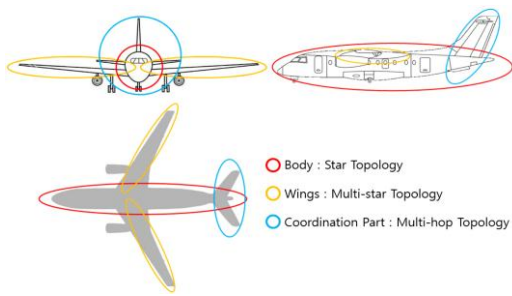 Body : Star Topology
Wings : Multi-star Topology
Coordination Part : Multi-hop Topology